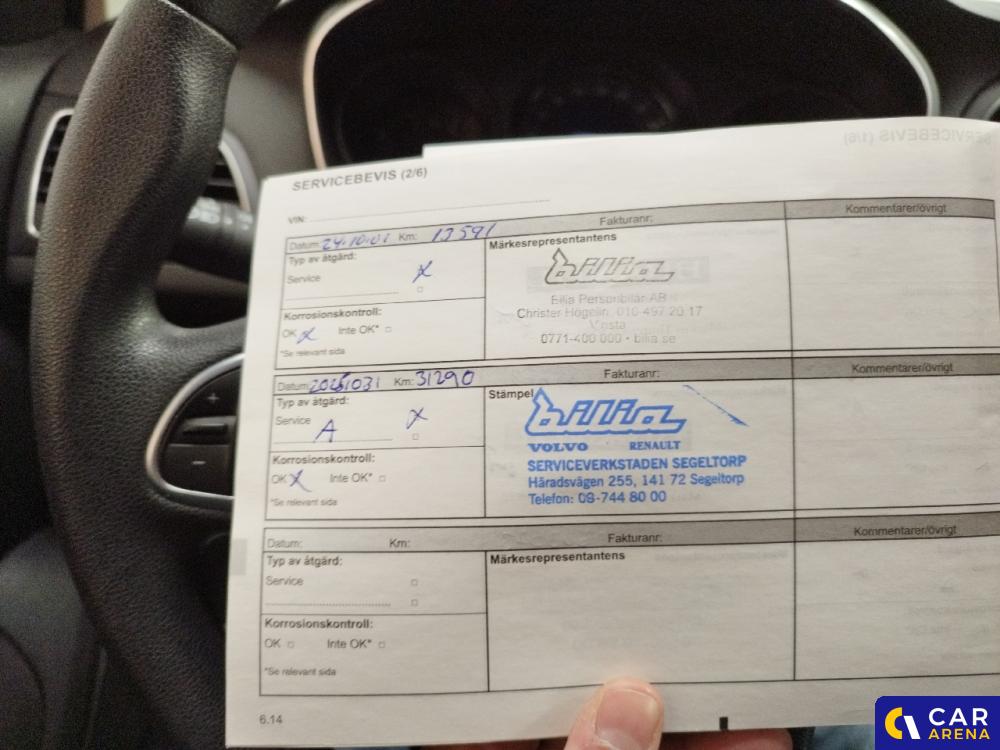 SERVICEBEVIS (1/6)
SERVICEBEVIS (2/6)
VIN:
Datum: 24.10.01 Km: 13591 Fakturanr: Kommentarer/övrigt
Typ av åtgärd: Märkesrepresentantens
Service X
bilia
Bilia Personbilar AB
Christer Högelin, 010-497 20 17
0771-400 000 • bilia.se
Korrosionskontroll:
OK X Inte OK*
*Se relevant sida
Datum: Km: 31290 Fakturanr: Kommentarer/övrigt
Typ av åtgärd: Stämpel
Service A X
bilia
VOLVO RENAULT
SERVICEVERKSTADEN SEGELTORP
Häradsvägen 255, 141 72 Segeltorp
Telefon: 08-744 80 00
Korrosionskontroll:
OK X Inte OK*
*Se relevant sida
Datum: Km: Fakturanr: Kommentarer/övrigt
Typ av åtgärd: Märkesrepresentantens
Service
Korrosionskontroll:
OK Inte OK*
*Se relevant sida
6.14
CAR
ARENA